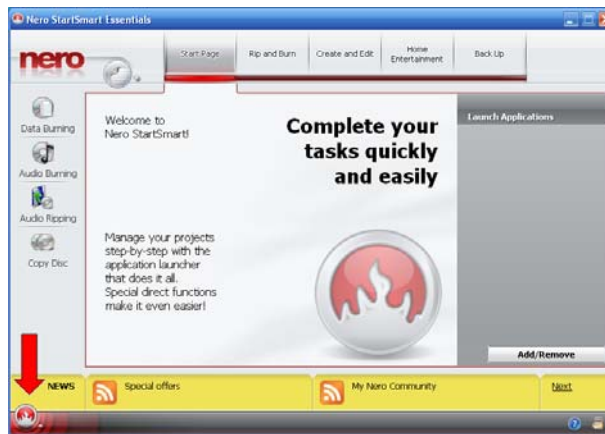 Nero StartSmart Essentials
nero
Start Page
Rip and Burn
Create and Edit
Home
Entertainment
Back Up
Data Burning
Audio Burning
Audio Ripping
Copy Disc
Welcome to
Nero StartSmart!
Complete your
tasks quickly
and easily
Manage your projects
step-by-step with the
application launcher
that does it all.
Special direct functions
make it even easier!
Launch Applications
Add/Remove
NEWS
Special offers
My Nero Community
Next